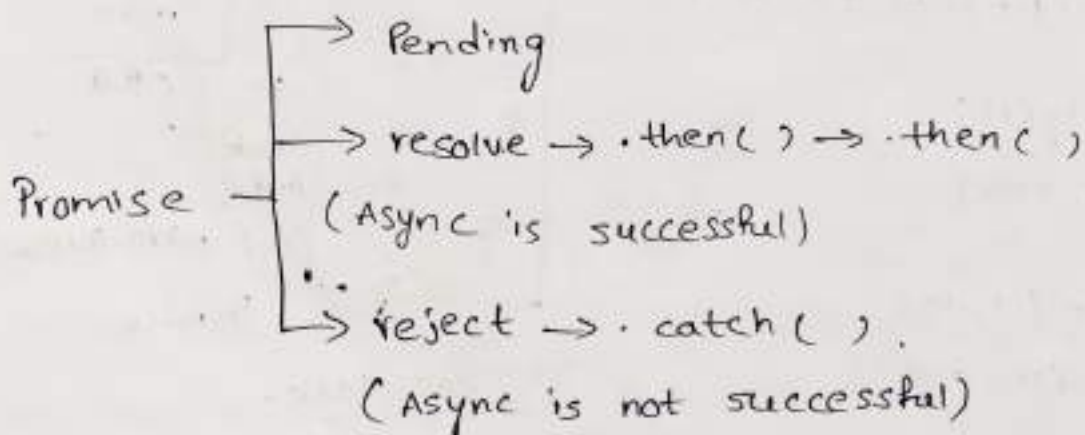 Pending
resolve → .then( ) → .then( )
Promise
(Async is successful)
reject → . catch ( ) .
(Async is not successful)